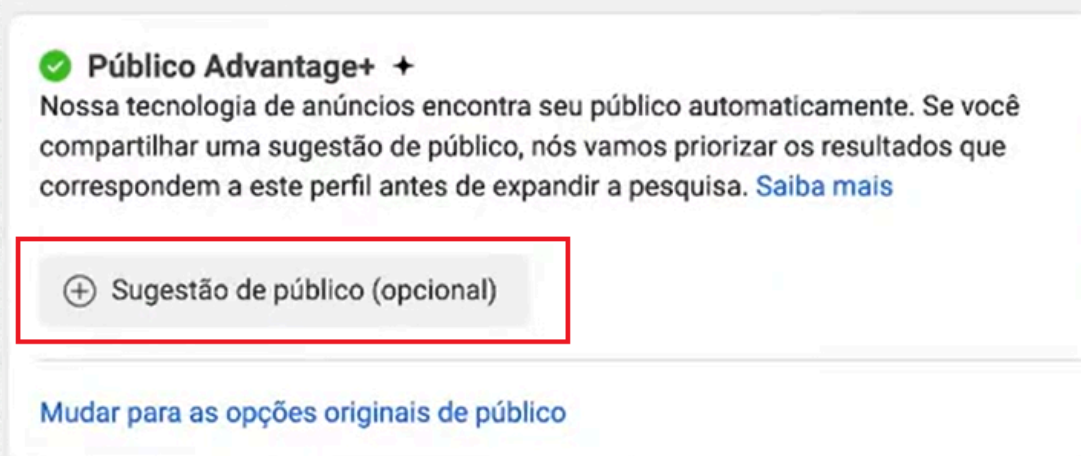 Público Advantage+
Nossa tecnologia de anúncios encontra seu público automaticamente. Se você
compartilhar uma sugestão de público, nós vamos priorizar os resultados que
correspondem a este perfil antes de expandir a pesquisa. Saiba mais
Sugestão de público (opcional)
Mudar para as opções originais de público